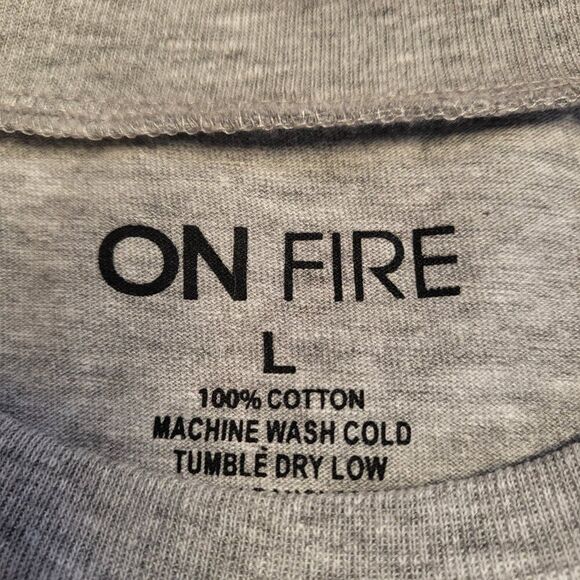 ON FIRE
L
100% COTTON
MACHINE WASH COLD
TUMBLE DRY LOW